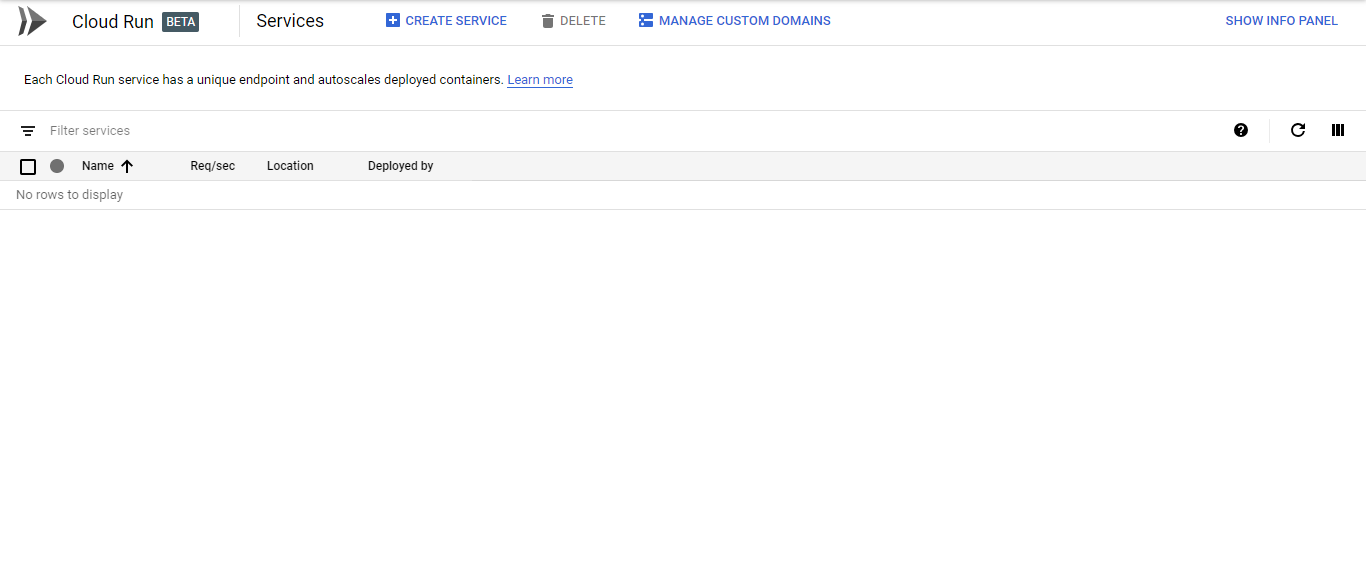 Cloud Run BETA Services CREATE SERVICE DELETE MANAGE CUSTOM DOMAINS SHOW INFO PANEL
Each Cloud Run service has a unique endpoint and autoscales deployed containers. Learn more
Filter services
Name Req/sec Location Deployed by
No rows to display